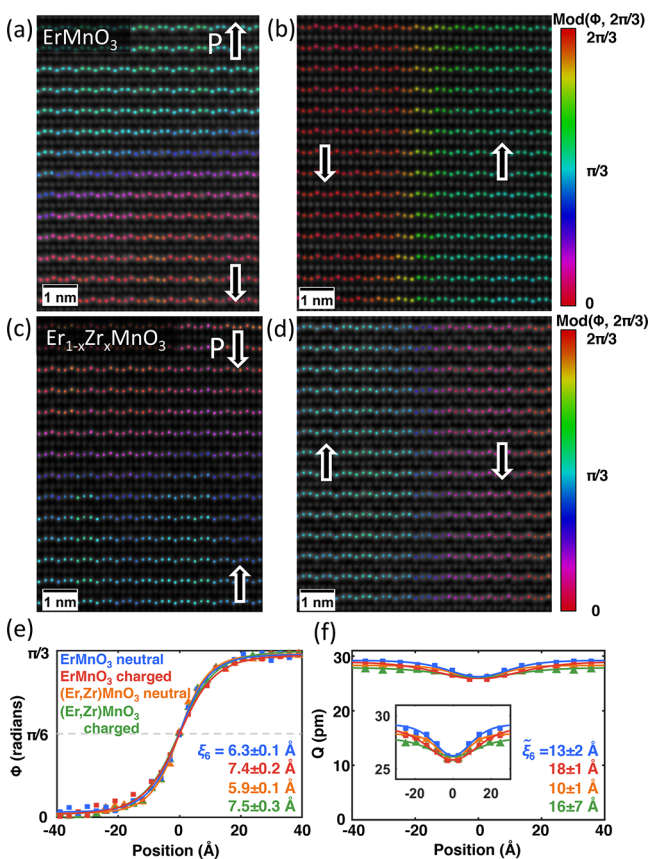 (a)
ErMnO3
P
1 nm
(b)
1 nm
Mod(Φ, 2π/3)
2π/3
π/3
0
(c)
Er1-xZrxMnO3
P
1 nm
(d)
1 nm
Mod(Φ, 2π/3)
2π/3
π/3
0
(e)
π/3
π/6
0
Φ (radians)
ErMnO3 neutral
ErMnO3 charged
(Er,Zr)MnO3 neutral
(Er,Zr)MnO3
charged
ξ6 = 6.3±0.1 Å
7.4±0.2 Å
5.9±0.1 Å
7.5±0.3 Å
-40 -20 0 20 40
Position (Å)
(f)
30
20
10
0
Q (pm)
30
25
-20 0 20
ξ̃6 =13±2 Å
18±1 Å
10±1 Å
16±7 Å
-40 -20 0 20 40
Position (Å)